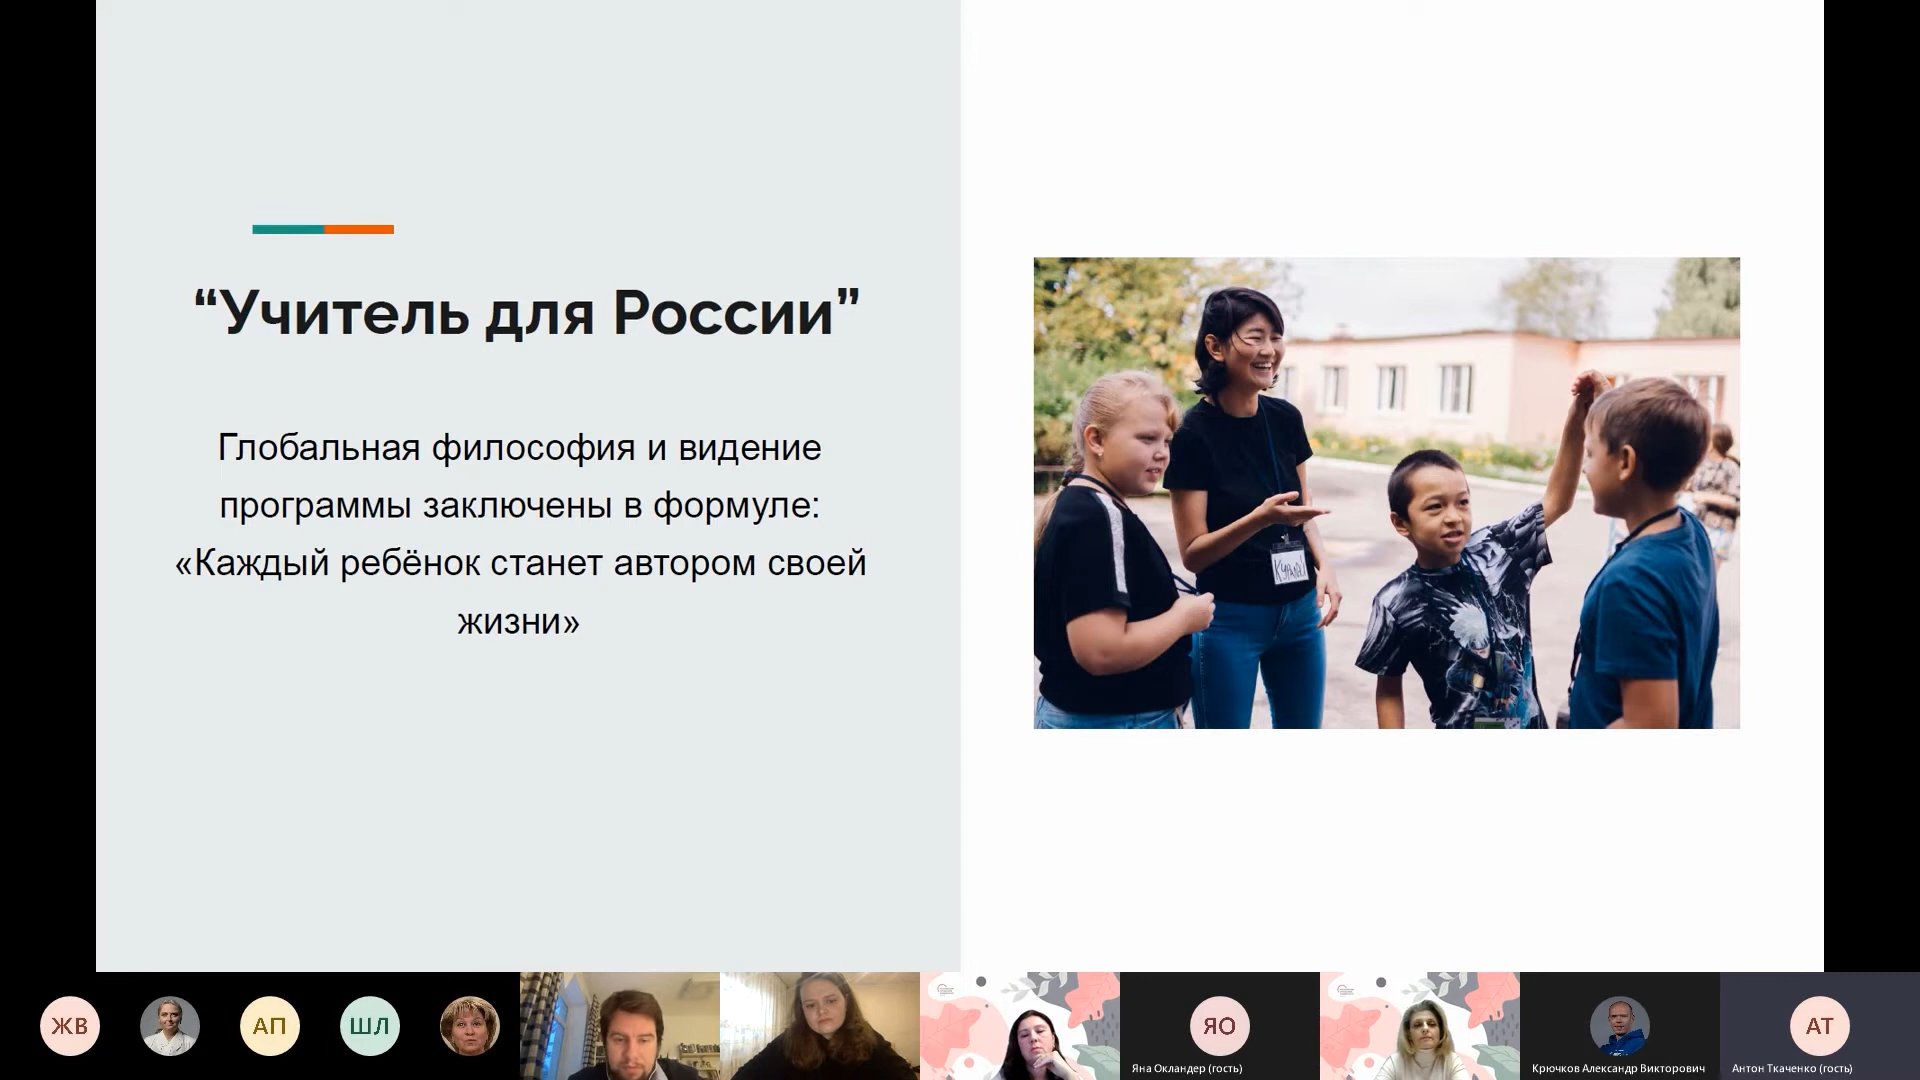 “Учитель для России”
Глобальная философия и видение
программы заключены в формуле:
«Каждый ребёнок станет автором своей
жизни»
ЖВ
АП
ШЛ
ЯО
Яна Окландер (гость)
Крючков Александр Викторович
АТ
Антон Ткаченко (гость)